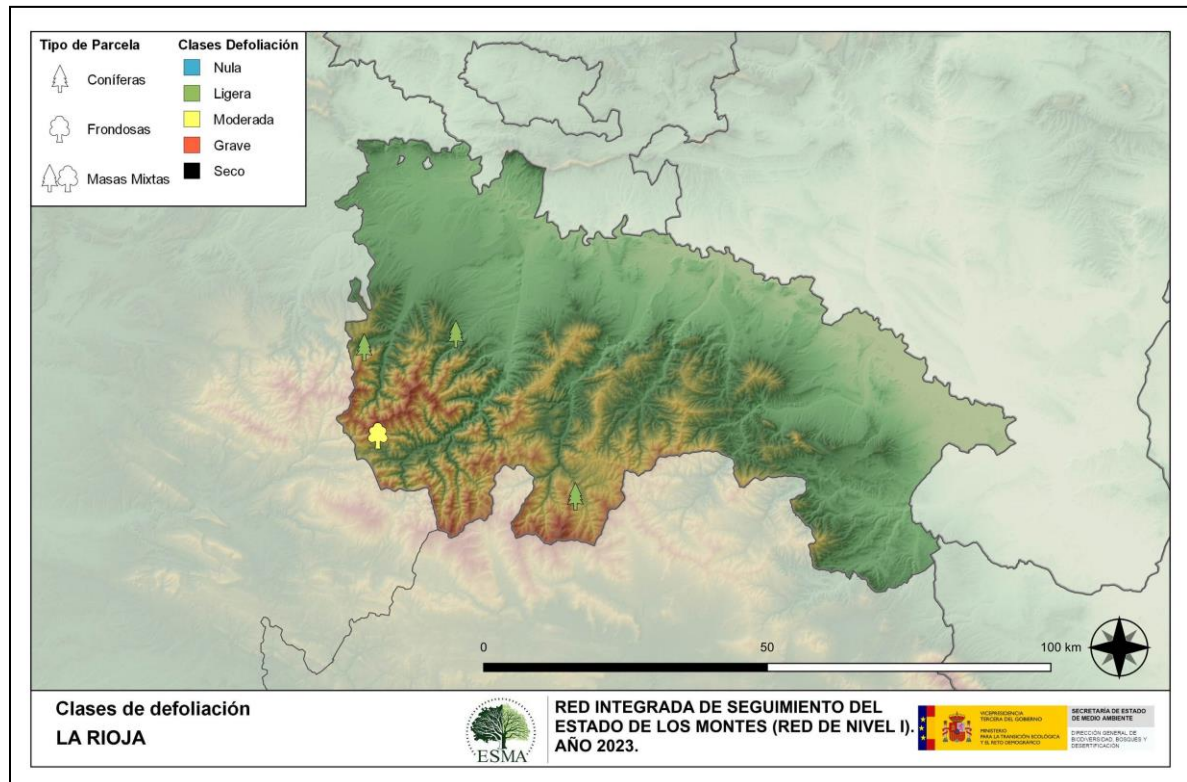 Tipo de Parcela
Coníferas
Frondosas
Masas Mixtas
Clases Defoliación
Nula
Ligera
Moderada
Grave
Seco
0
50
100 km
Clases de defoliación
LA RIOJA
ESMA
RED INTEGRADA DE SEGUIMIENTO DEL
ESTADO DE LOS MONTES (RED DE NIVEL I).
AÑO 2023.
VICEPRESIDENCIA
TERCERA DEL GOBIERNO
MINISTERIO
PARA LA TRANSICIÓN ECOLÓGICA
Y EL RETO DEMOGRÁFICO
SECRETARÍA DE ESTADO
DE MEDIO AMBIENTE
DIRECCIÓN GENERAL DE
BIODIVERSIDAD, BOSQUES Y
DESERTIFICACIÓN